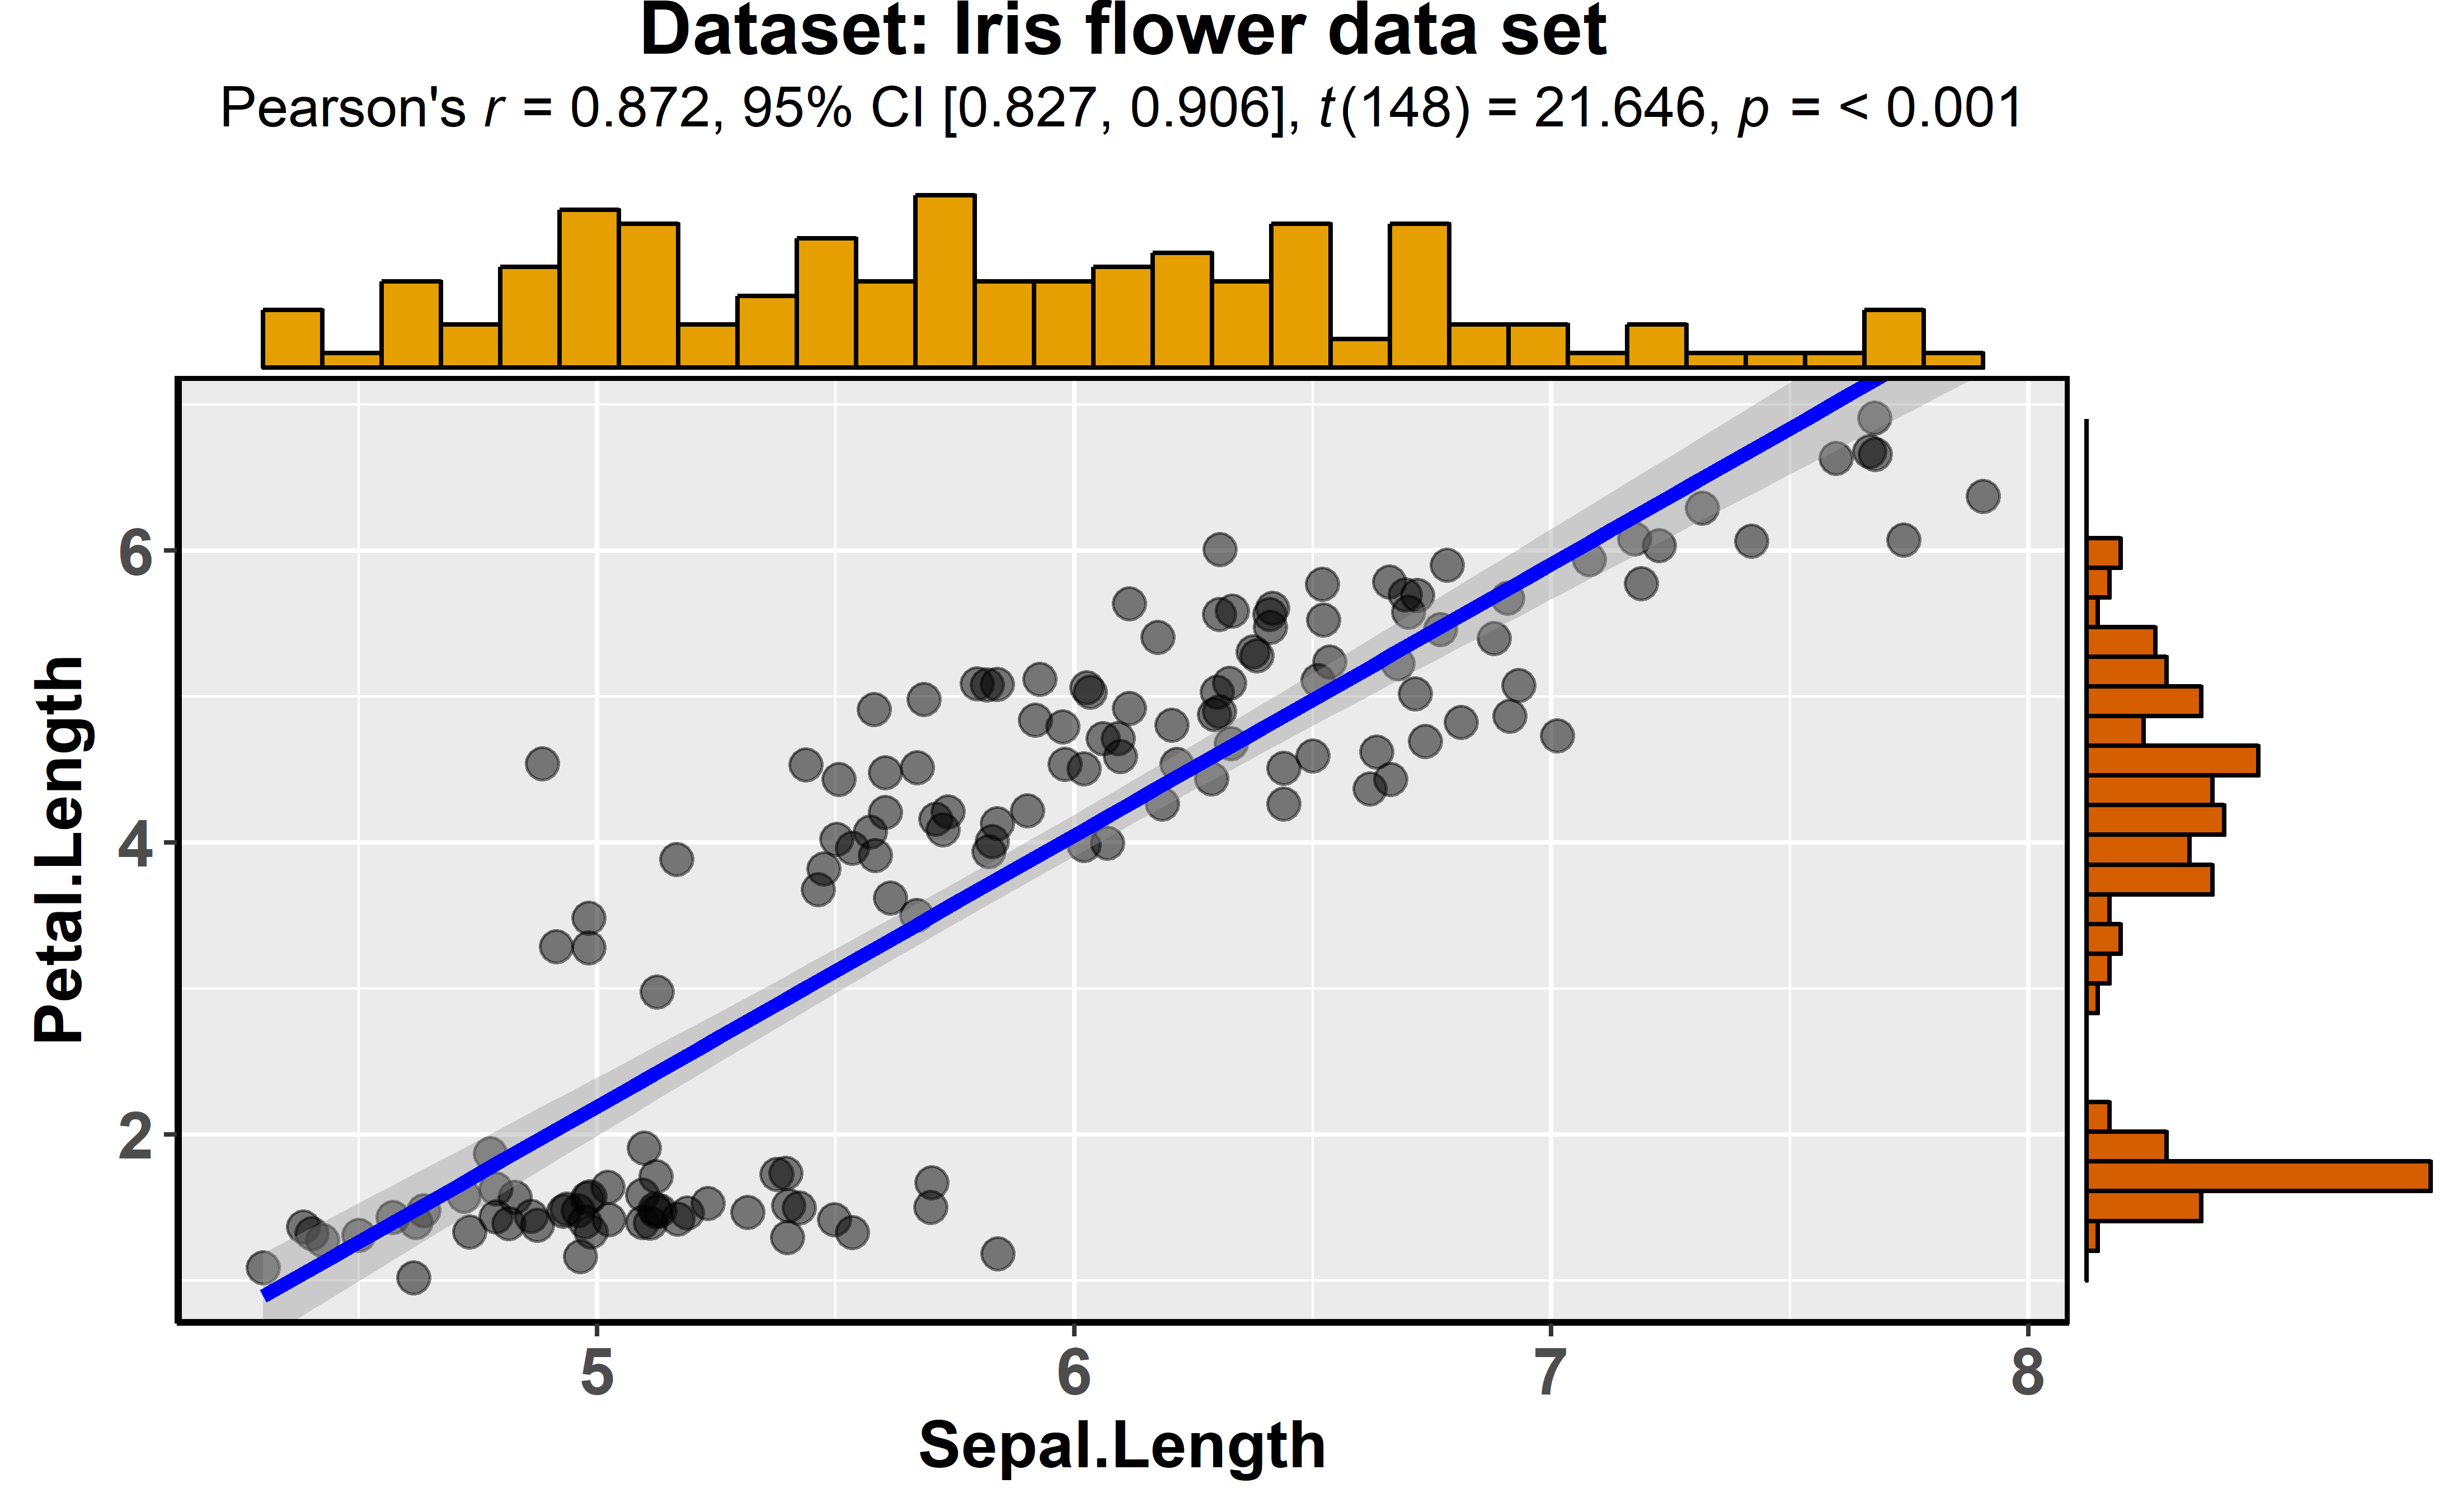 Dataset: Iris flower data set
Pearson's r = 0.872, 95% CI [0.827, 0.906], t(148) = 21.646, p = < 0.001
6
4
2
Petal.Length
5 6 7 8
Sepal.Length